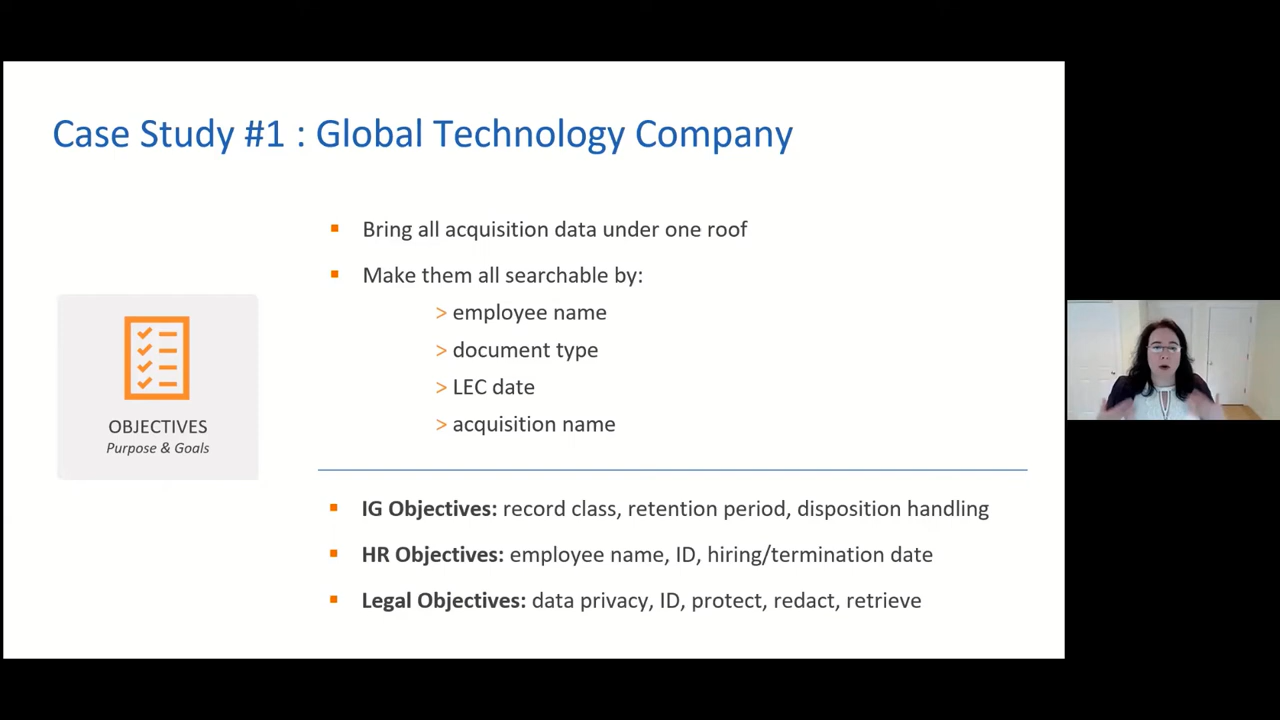 Case Study #1 : Global Technology Company
Bring all acquisition data under one roof
Make them all searchable by:
> employee name
> document type
> LEC date
> acquisition name
OBJECTIVES
Purpose & Goals
IG Objectives: record class, retention period, disposition handling
HR Objectives: employee name, ID, hiring/termination date
Legal Objectives: data privacy, ID, protect, redact, retrieve